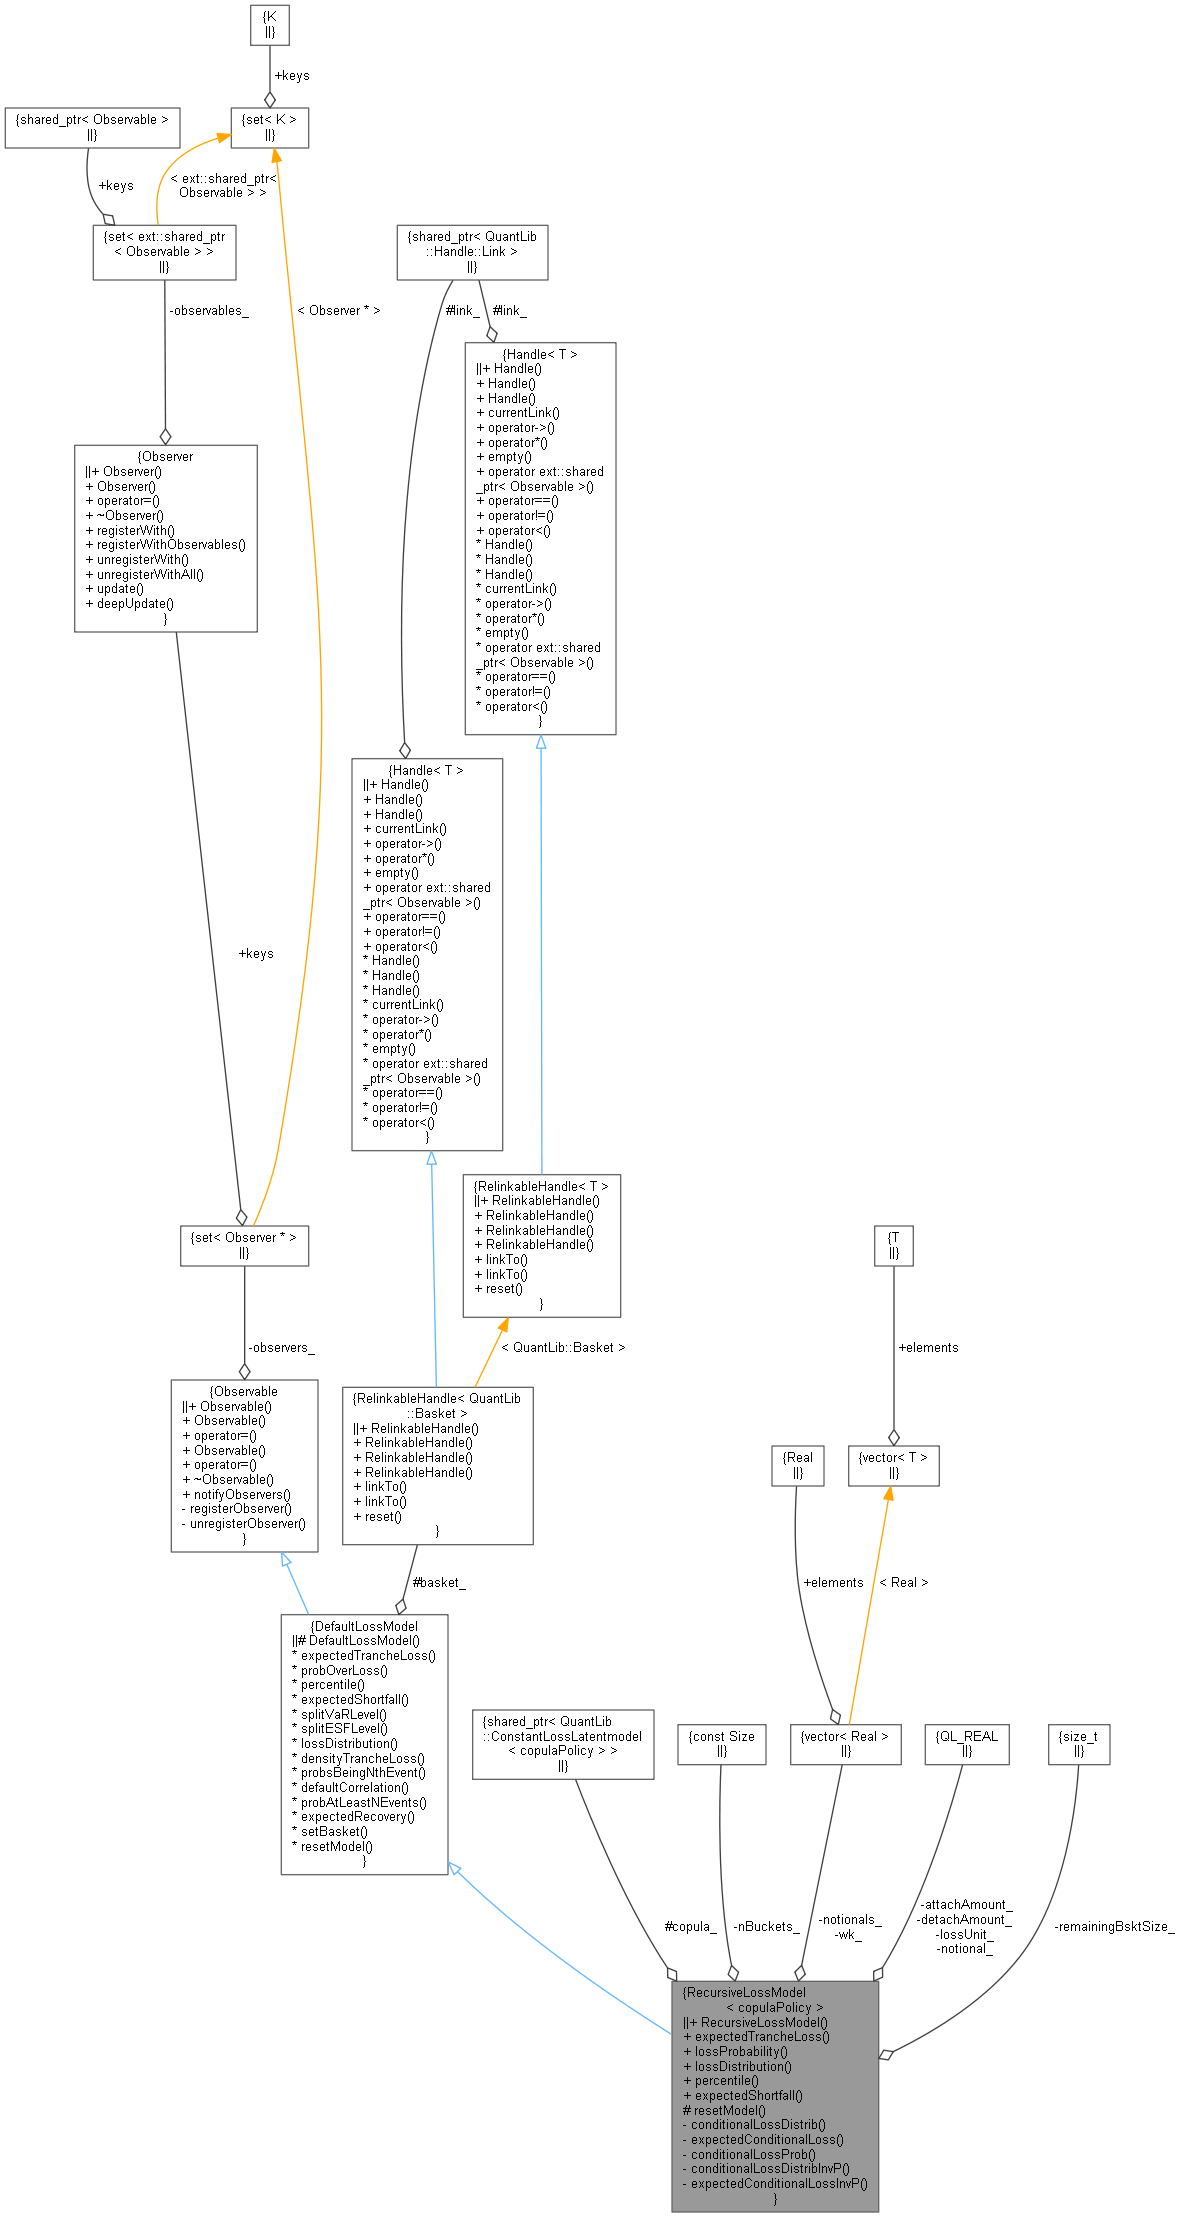 {K
||}
+keys
{shared_ptr< Observable >
||}
{set< K >
||}
+keys
< ext::shared_ptr<
Observable > >
{set< ext::shared_ptr
< Observable > >
||}
{shared_ptr< QuantLib
::Handle::Link >
||}
-observables_
< Observer * >
#link_
#link_
{Handle< T >
||+ Handle()
+ Handle()
+ Handle()
+ currentLink()
+ operator->()
+ operator*()
+ empty()
+ operator ext::shared
_ptr< Observable >()
+ operator==()
+ operator!=()
+ operator<()
* Handle()
* Handle()
* Handle()
* currentLink()
* operator->()
* operator*()
* empty()
* operator ext::shared
_ptr< Observable >()
* operator==()
* operator!=()
* operator<()
}
{Observer
||+ Observer()
+ Observer()
+ operator=()
+ ~Observer()
+ registerWith()
+ registerWithObservables()
+ unregisterWith()
+ unregisterWithAll()
+ update()
+ deepUpdate()
}
{Handle< T >
||+ Handle()
+ Handle()
+ Handle()
+ currentLink()
+ operator->()
+ operator*()
+ empty()
+ operator ext::shared
_ptr< Observable >()
+ operator==()
+ operator!=()
+ operator<()
* Handle()
* Handle()
* Handle()
* currentLink()
* operator->()
* operator*()
* empty()
* operator ext::shared
_ptr< Observable >()
* operator==()
* operator!=()
* operator<()
}
+keys
{RelinkableHandle< T >
||+ RelinkableHandle()
+ RelinkableHandle()
+ RelinkableHandle()
+ RelinkableHandle()
+ linkTo()
+ linkTo()
+ reset()
}
{set< Observer * >
||}
{T
||}
-observers_
< QuantLib::Basket >
+elements
{Observable
||+ Observable()
+ Observable()
+ operator=()
+ Observable()
+ operator=()
+ ~Observable()
+ notifyObservers()
- registerObserver()
- unregisterObserver()
}
{RelinkableHandle< QuantLib
::Basket >
||+ RelinkableHandle()
+ RelinkableHandle()
+ RelinkableHandle()
+ RelinkableHandle()
+ linkTo()
+ linkTo()
+ reset()
}
{Real
||}
{vector< T >
||}
#basket_
+elements
< Real >
{DefaultLossModel
||# DefaultLossModel()
* expectedTrancheLoss()
* probOverLoss()
* percentile()
* expectedShortfall()
* splitVaRLevel()
* splitESFLevel()
* lossDistribution()
* densityTrancheLoss()
* probsBeingNthEvent()
* defaultCorrelation()
* probAtLeastNEvents()
* expectedRecovery()
* setBasket()
* resetModel()
}
{shared_ptr< QuantLib
::ConstantLossLatentmodel
< copulaPolicy > >
||}
{const Size
||}
{vector< Real >
||}
{QL_REAL
||}
{size_t
||}
#copula_
-nBuckets_
-notionals_
-wk_
-attachAmount_
-detachAmount_
-lossUnit_
-notional_
-remainingBsktSize_
{RecursiveLossModel
< copulaPolicy >
||+ RecursiveLossModel()
+ expectedTrancheLoss()
+ lossProbability()
+ lossDistribution()
+ percentile()
+ expectedShortfall()
# resetModel()
- conditionalLossDistrib()
- expectedConditionalLoss()
- conditionalLossProb()
- conditionalLossDistribInvP()
- expectedConditionalLossInvP()
}